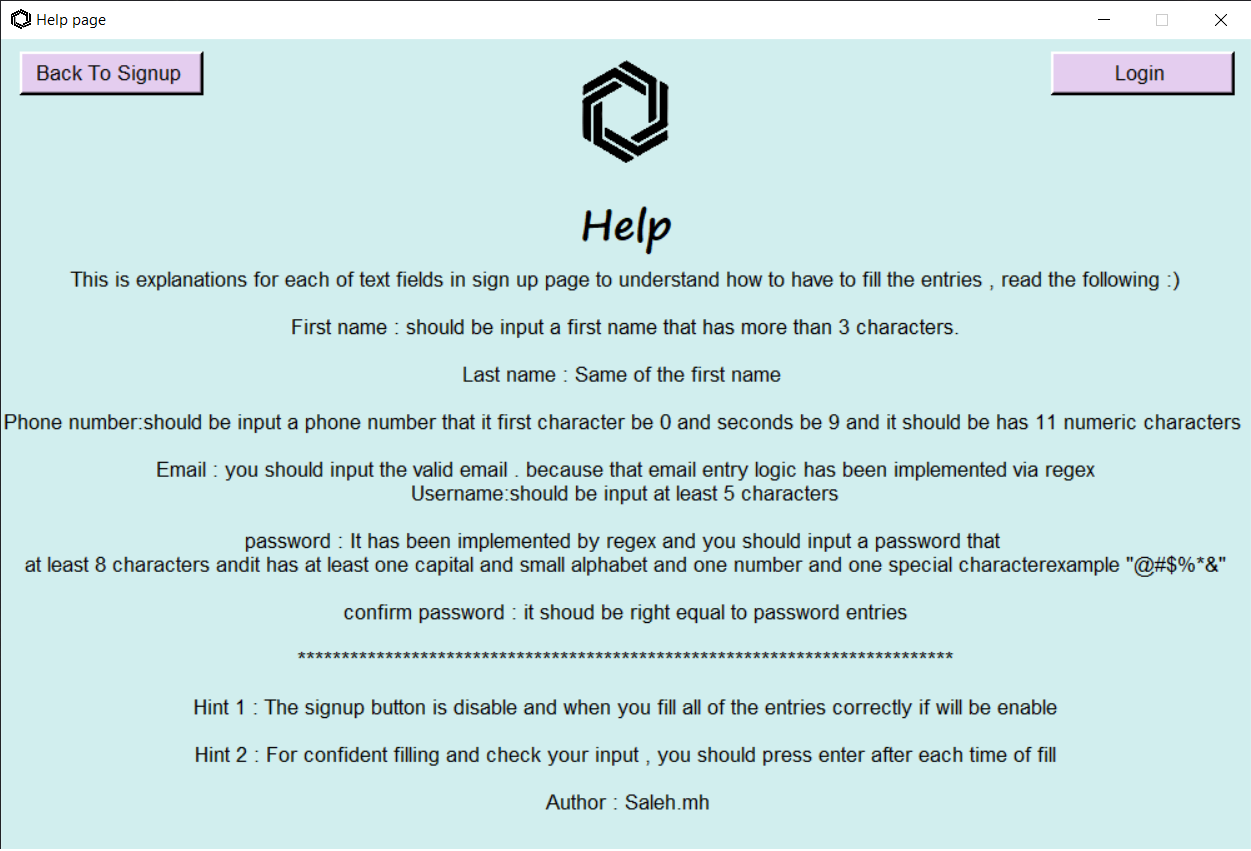 Help page
Back To Signup
Login
Help
This is explanations for each of text fields in sign up page to understand how to have to fill the entries , read the following :)
First name : should be input a first name that has more than 3 characters.
Last name : Same of the first name
Phone number:should be input a phone number that it first character be 0 and seconds be 9 and it should be has 11 numeric characters
Email : you should input the valid email . because that email entry logic has been implemented via regex
Username:should be input at least 5 characters
password : It has been implemented by regex and you should input a password that
at least 8 characters andit has at least one capital and small alphabet and one number and one special characterexample "@#$%*&"
confirm password : it shoud be right equal to password entries
***************************************************************************
Hint 1 : The signup button is disable and when you fill all of the entries correctly if will be enable
Hint 2 : For confident filling and check your input , you should press enter after each time of fill
Author : Saleh.mh